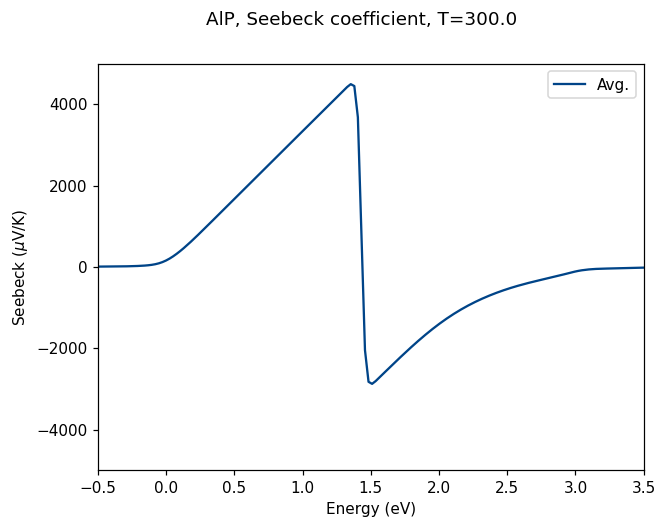 AlP, Seebeck coefficient, T=300.0
Avg.
Seebeck (μV/K)
4000
2000
0
−2000
−4000
−0.5 0.0 0.5 1.0 1.5 2.0 2.5 3.0 3.5
Energy (eV)